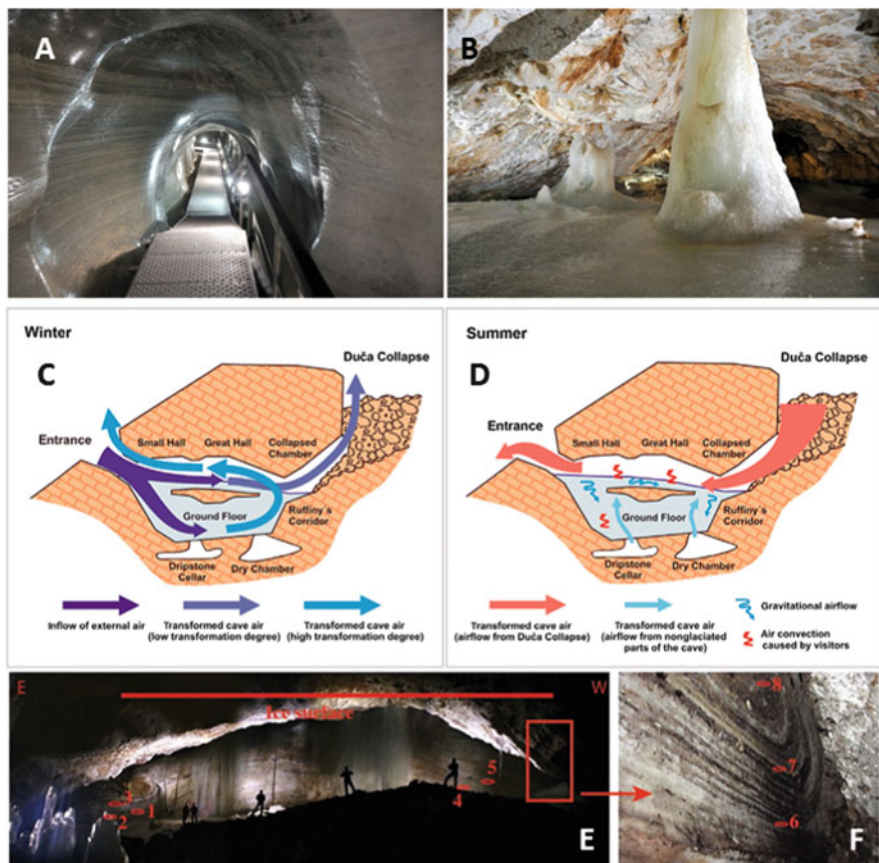 A
B
Winter
C
Duča Collapse
Entrance
Small Hall
Great Hall
Collapsed
Chamber
Ground Floor
Ruffiny´s
Corridor
Dripstone
Cellar
Dry Chamber
Inflow of external air
Transformed cave air
(low transformation degree)
Transformed cave air
(high transformation degree)
Summer
D
Duča Collapse
Entrance
Small Hall
Great Hall
Collapsed
Chamber
Ground Floor
Ruffiny´s
Corridor
Dripstone
Cellar
Dry Chamber
Transformed cave air
(airflow from Duča Collapse)
Transformed cave air
(airflow from nonglaciated
parts of the cave)
Gravitational airflow
Air convection
caused by visitors
E
W
Ice surface
3
1
2
5
4
E
8
7
6
F